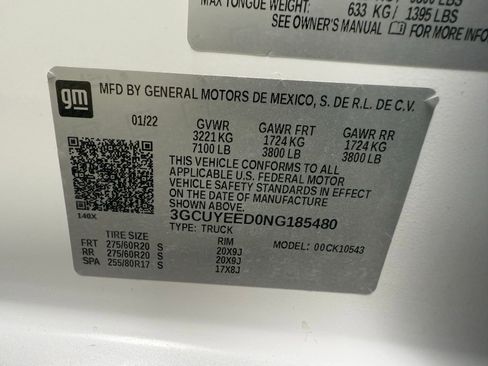 MAX TONGUE WEIGHT: 633 KG/ 1395 LBS
SEE OWNER'S MANUAL FOR MORE
gm
MFD BY GENERAL MOTORS DE MEXICO, S. DE R.L. DE C.V.
01/22 GVWR GAWR FRT GAWR RR
3221 KG 1724 KG 1724 KG
7100 LB 3800 LB 3800 LB
THIS VEHICLE CONFORMS TO ALL
APPLICABLE U.S. FEDERAL MOTOR
VEHICLE SAFETY STANDARDS IN EFFECT
ON THE DATE OF MANUFACTURE SHOWN ABOVE.
140X
3GCUYEED0NG185480
TYPE: TRUCK
TIRE SIZE RIM MODEL: 00CK10543
FRT 275/60R20 S 20X9J
RR 275/60R20 S 20X9J
SPA 255/80R17 S 17X8J